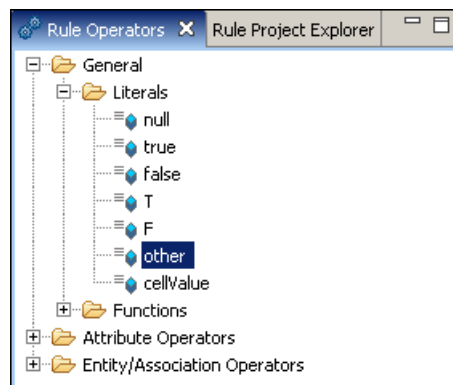 Rule Operators Rule Project Explorer
General
Literals
null
true
false
T
F
other
cellValue
Functions
Attribute Operators
Entity/Association Operators